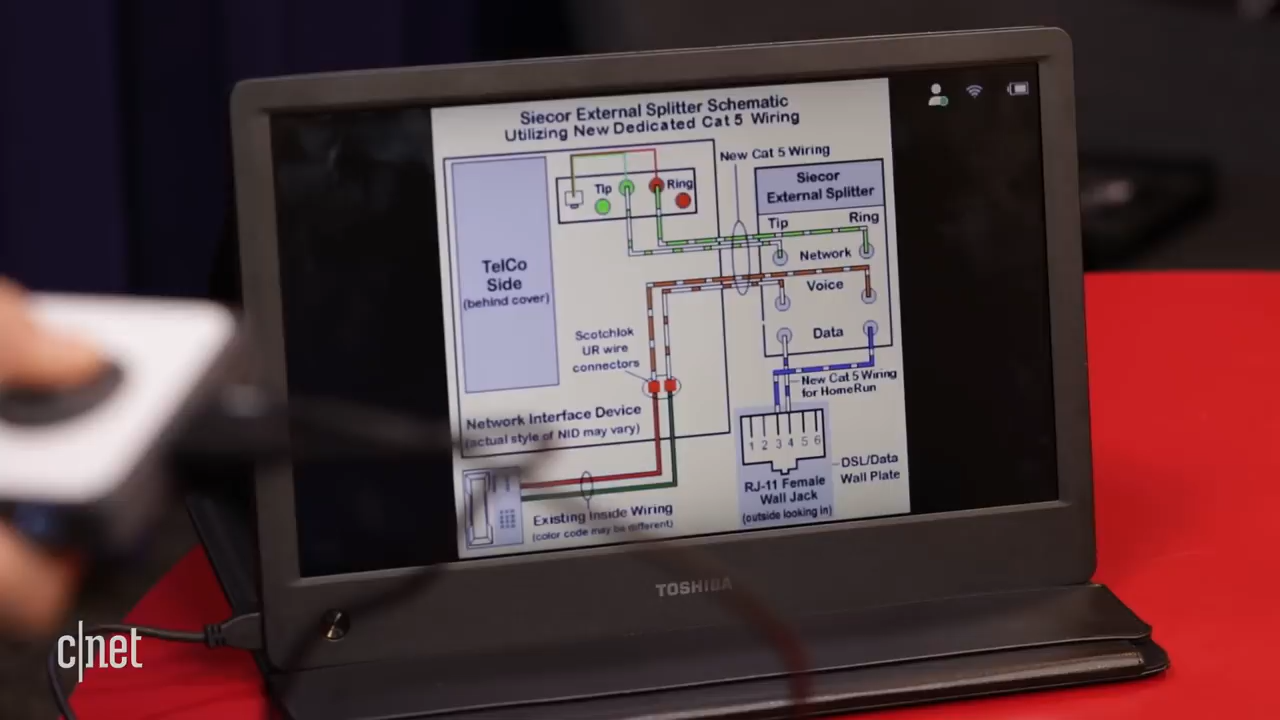 Siecor External Splitter Schematic
Utilizing New Dedicated Cat 5 Wiring
New Cat 5 Wiring
Tip
Ring
TelCo
Side
(behind cover)
Siecor
External Splitter
Tip
Ring
Network
Voice
Data
Scotchlok
UR wire
connectors
New Cat 5 Wiring
for HomeRun
Network Interface Device
(actual style of NID may vary)
1 2 3 4 5 6
RJ-11 Female
Wall Jack
(outside looking in)
DSL/Data
Wall Plate
Existing Inside Wiring
(color code may be different)
TOSHIBA
c|net